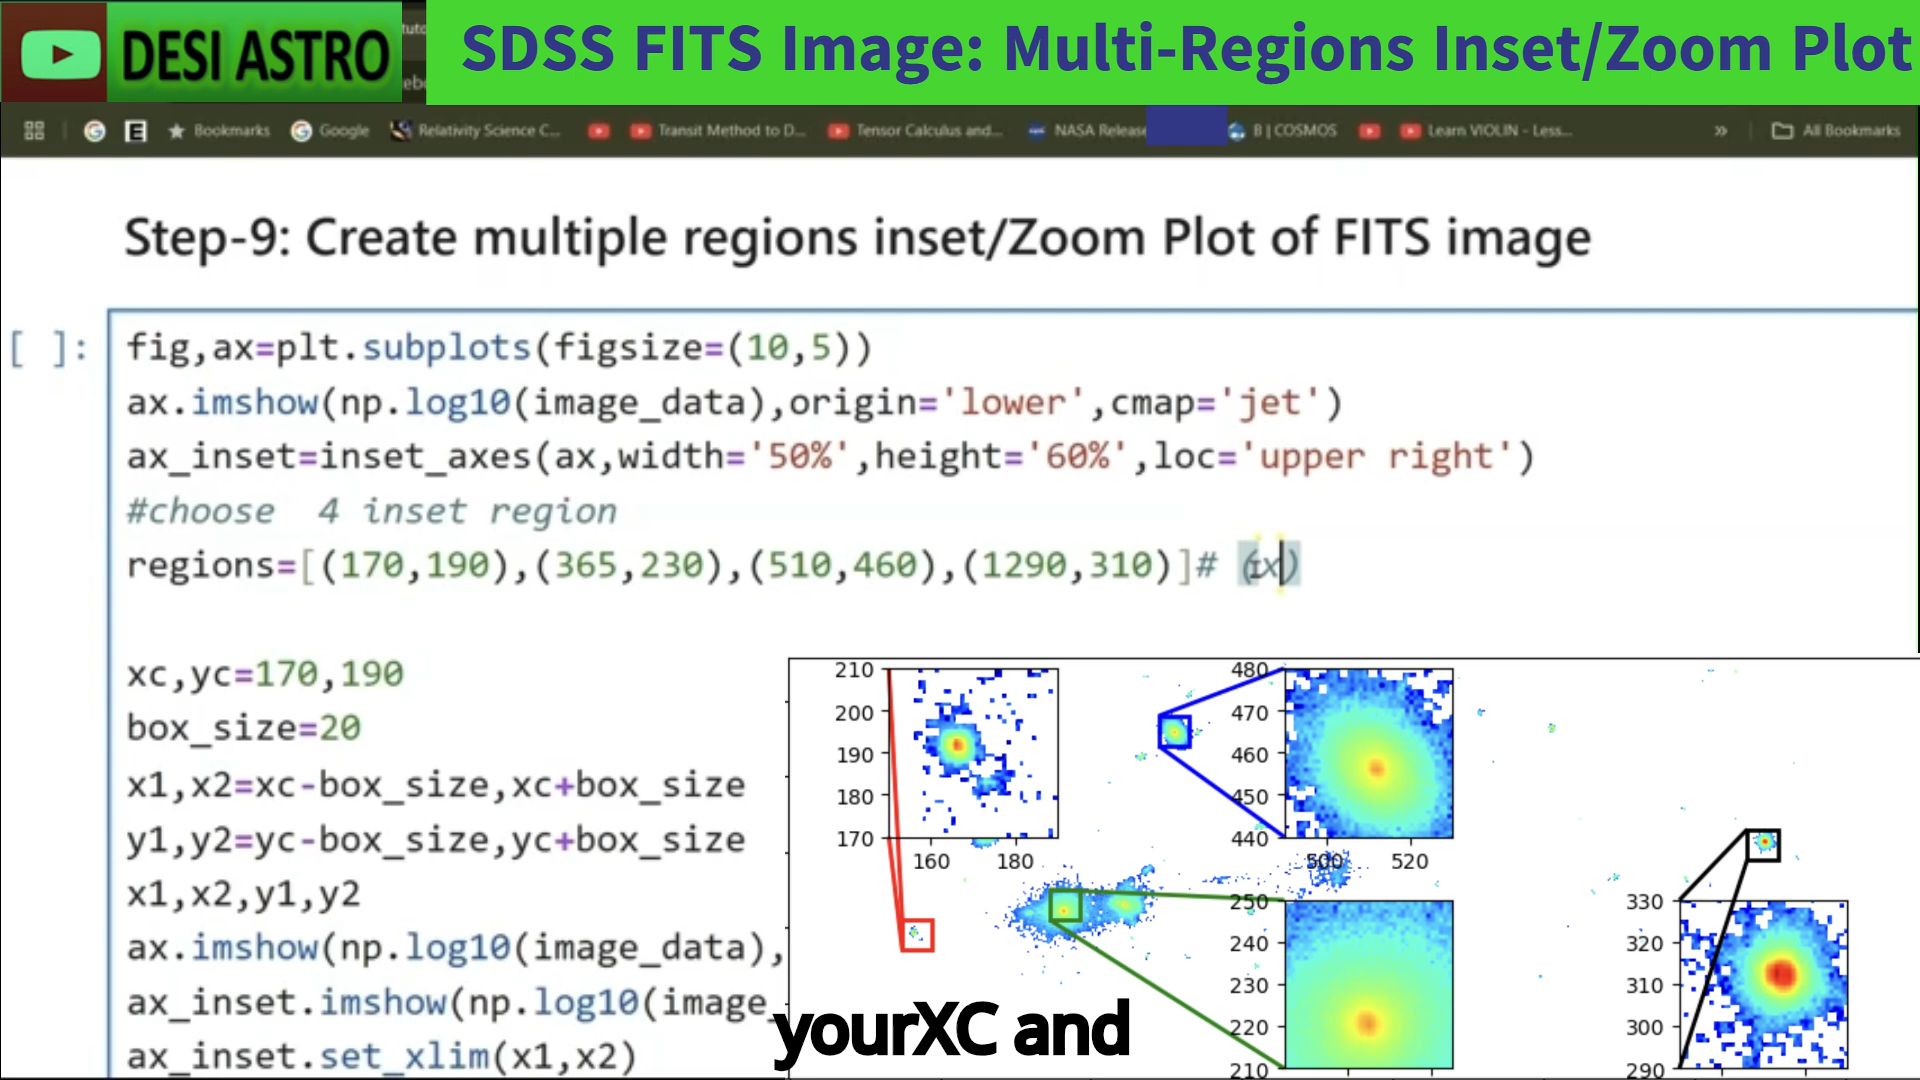 DESI ASTRO
SDSS FITS Image: Multi-Regions Inset/Zoom Plot
Bookmarks
Google
Relativity Science C...
Transit Method to D...
Tensor Calculus and...
NASA Release
B | COSMOS
Learn VIOLIN - Less...
»
All Bookmarks
Step-9: Create multiple regions inset/Zoom Plot of FITS image
[ ]:
fig,ax=plt.subplots(figsize=(10,5))
ax.imshow(np.log10(image_data),origin='lower',cmap='jet')
ax_inset=inset_axes(ax,width='50%',height='60%',loc='upper right')
#choose  4 inset region
regions=[(170,190),(365,230),(510,460),(1290,310)]# (x)
xc,yc=170,190
box_size=20
x1,x2=xc-box_size,xc+box_size
y1,y2=yc-box_size,yc+box_size
x1,x2,y1,y2
ax.imshow(np.log10(image_data),
ax_inset.imshow(np.log10(image_
ax_inset.set_xlim(x1,x2)
210
200
190
180
170
160 180
480
470
460
450
440
500 520
250
240
230
220
210
330
320
310
300
290
yourXC and